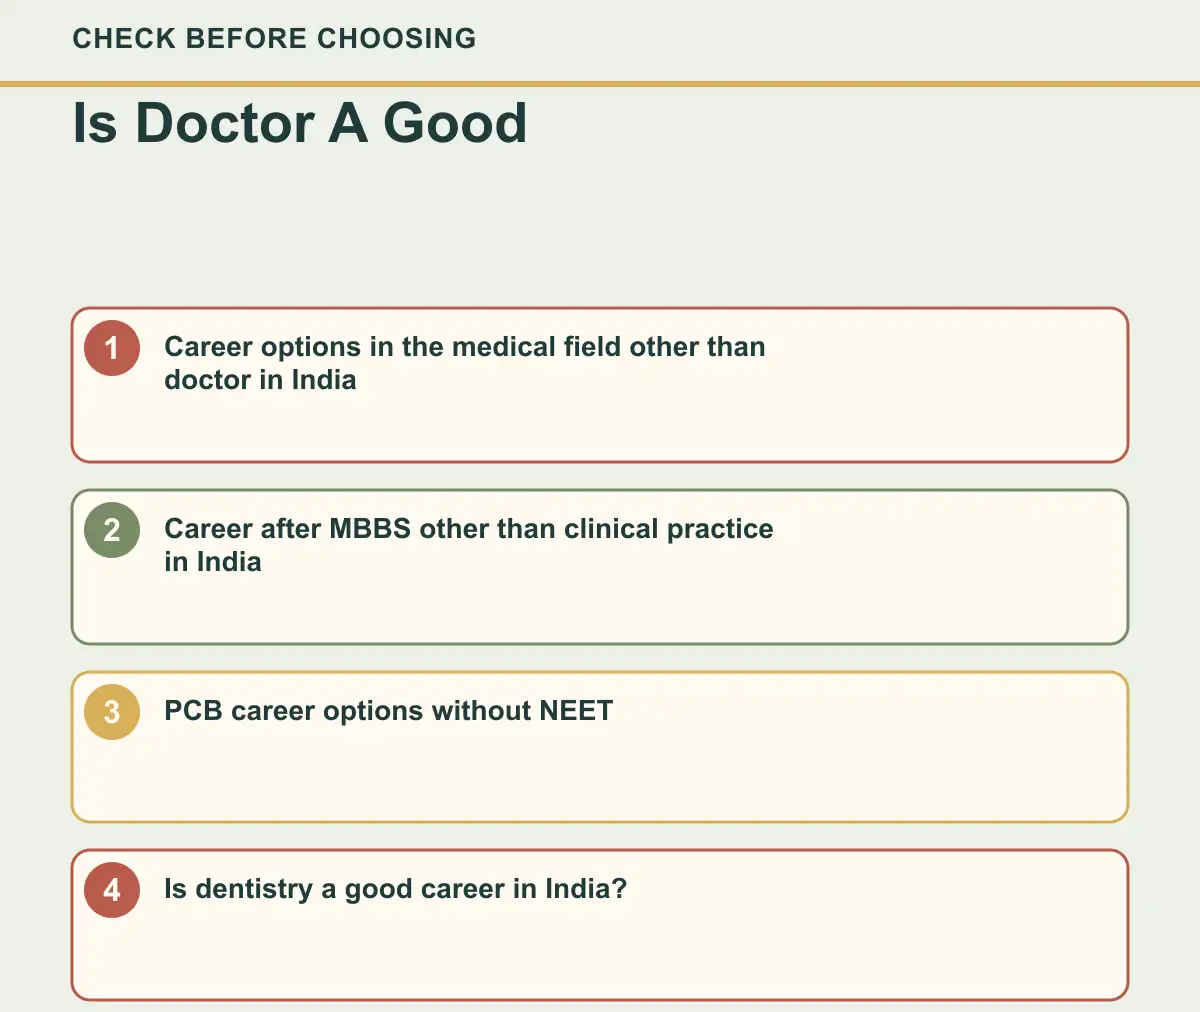 CHECK BEFORE CHOOSING
Is Doctor A Good
1
Career options in the medical field other than
doctor in India
2
Career after MBBS other than clinical practice
in India
3
PCB career options without NEET
4
Is dentistry a good career in India?